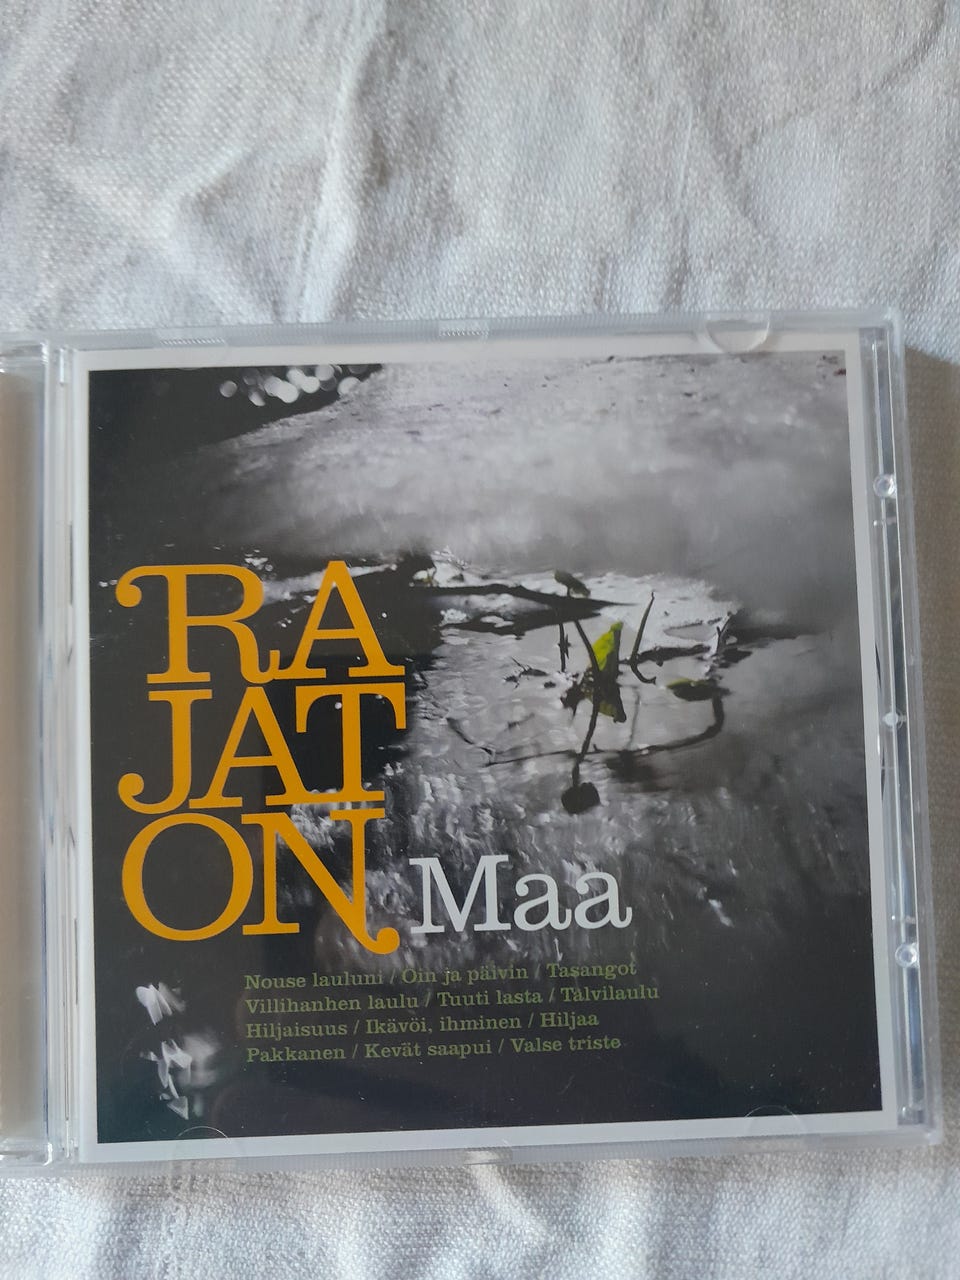 RA
JAT
ON
Maa
Nouse lauluni / Öin ja päivin / Tasangot
Villihanhen laulu / Tuuti lasta / Talvilaulu
Hiljaisuus / Ikävöi, ihminen / Hiljaa
Pakkanen / Kevät saapui / Valse triste